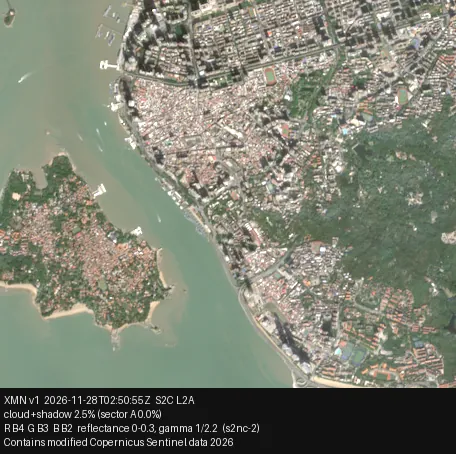 XMN v1 2026-11-28T02:50:55Z S2C L2A
cloud+shadow 2.5% (sector A 0.0%)
R B4 G B3 B B2 reflectance 0-0.3, gamma 1/2.2 (s2nc-2)
Contains modified Copernicus Sentinel data 2026